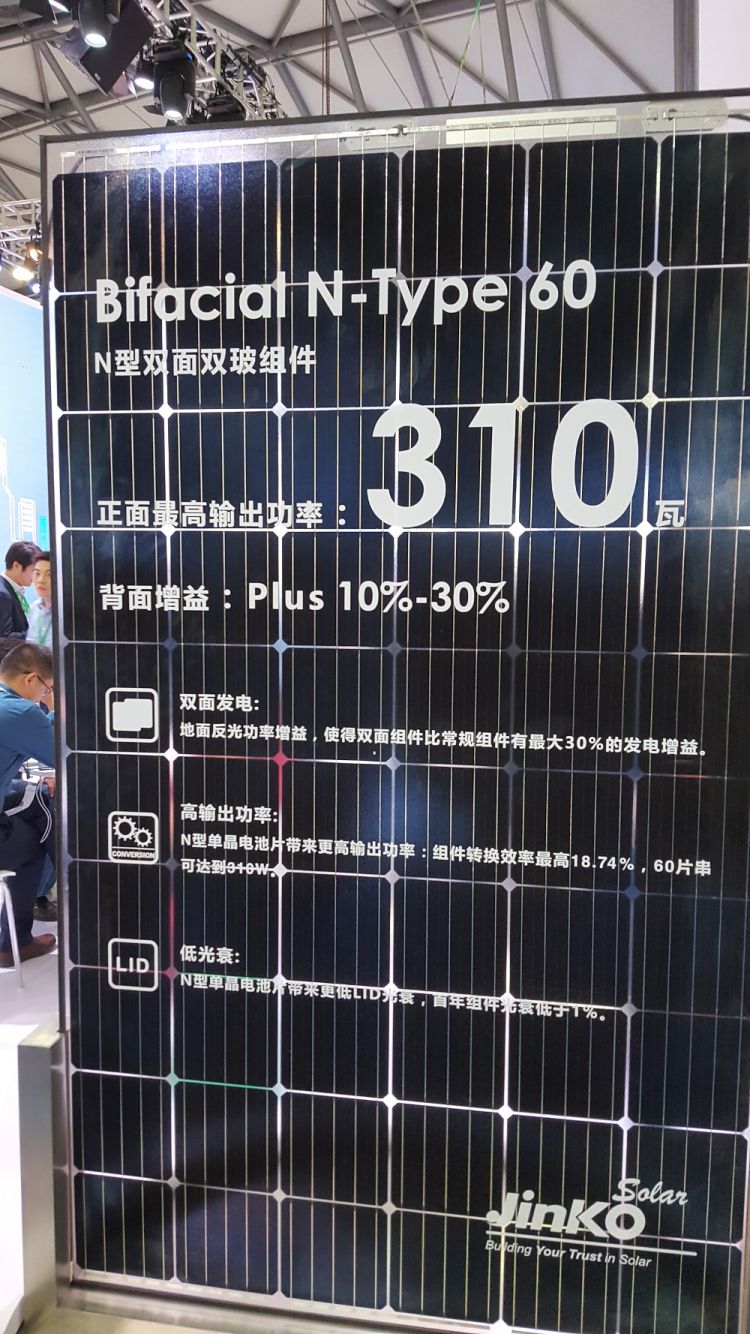 Bifacial N-Type 60
N型双面双玻组件
正面最高输出功率：310瓦
背面增益：Plus 10%-30%
双面发电:
地面反光功率增益，使得双面组件比常规组件有最大30%的发电增益。
高输出功率:
CONVERSION
N型单晶电池片带来更高输出功率：组件转换效率最高18.74%，60片串
可达到310W。
低光衰:
LID
N型单晶电池片带来更低LID光衰，首年组件光衰低于1%。
Solar
JinKO
Building Your Trust in Solar